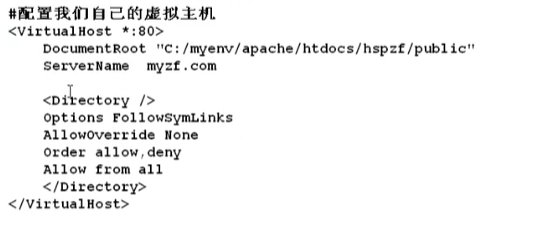 #配置我们自己的虚拟主机
<VirtualHost *:80>
    DocumentRoot "C:/myenv/apache/htdocs/hspzf/public"
    ServerName  myzf.com

    <Directory />
    Options FollowSymLinks
    AllowOverride None
    Order allow,deny
    Allow from all
    </Directory>
</VirtualHost>